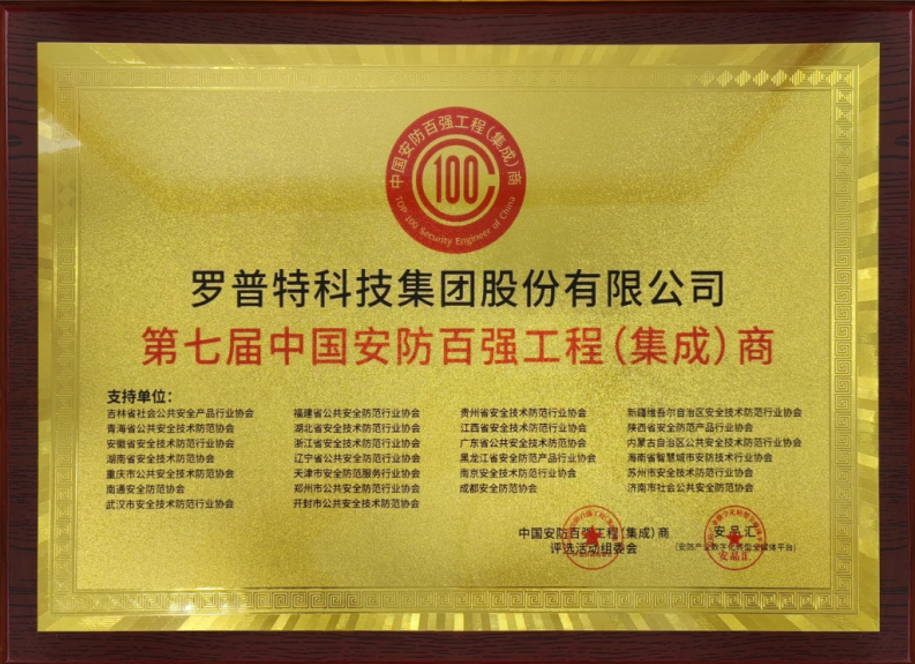 中国安防百强工程(集成)商
100
TOP 100 Security Engineer of China
罗普特科技集团股份有限公司
第七届中国安防百强工程(集成)商
支持单位:
吉林省社会公共安全产品行业协会 福建省公共安全防范行业协会 贵州省安全技术防范行业协会 新疆维吾尔自治区安全技术防范行业协会
青海省公共安全技术防范协会 湖北省安全技术防范行业协会 江西省安全技术防范行业协会 陕西省安全防范产品行业协会
安徽省安全技术防范行业协会 浙江省安全技术防范行业协会 广东省公共安全技术防范协会 内蒙古自治区公共安全技术防范行业协会
湖南省安全技术防范协会 辽宁省公共安全技术防范协会 黑龙江省安全防范产品行业协会 海南省智慧城市安防技术行业协会
重庆市公共安全技术防范协会 天津市安全防范服务行业协会 南京安全技术防范行业协会 苏州市安全技术防范行业协会
南通安全防范协会 郑州市公共安全防范行业协会 成都安全防范协会 济南市社会公共安全防范协会
武汉市安全技术防范行业协会 开封市公共安全技术防范协会
中国安防百强工程(集成)商 安品汇
评选活动组委会 (安防产业数字化转型全媒体平台)
安品汇